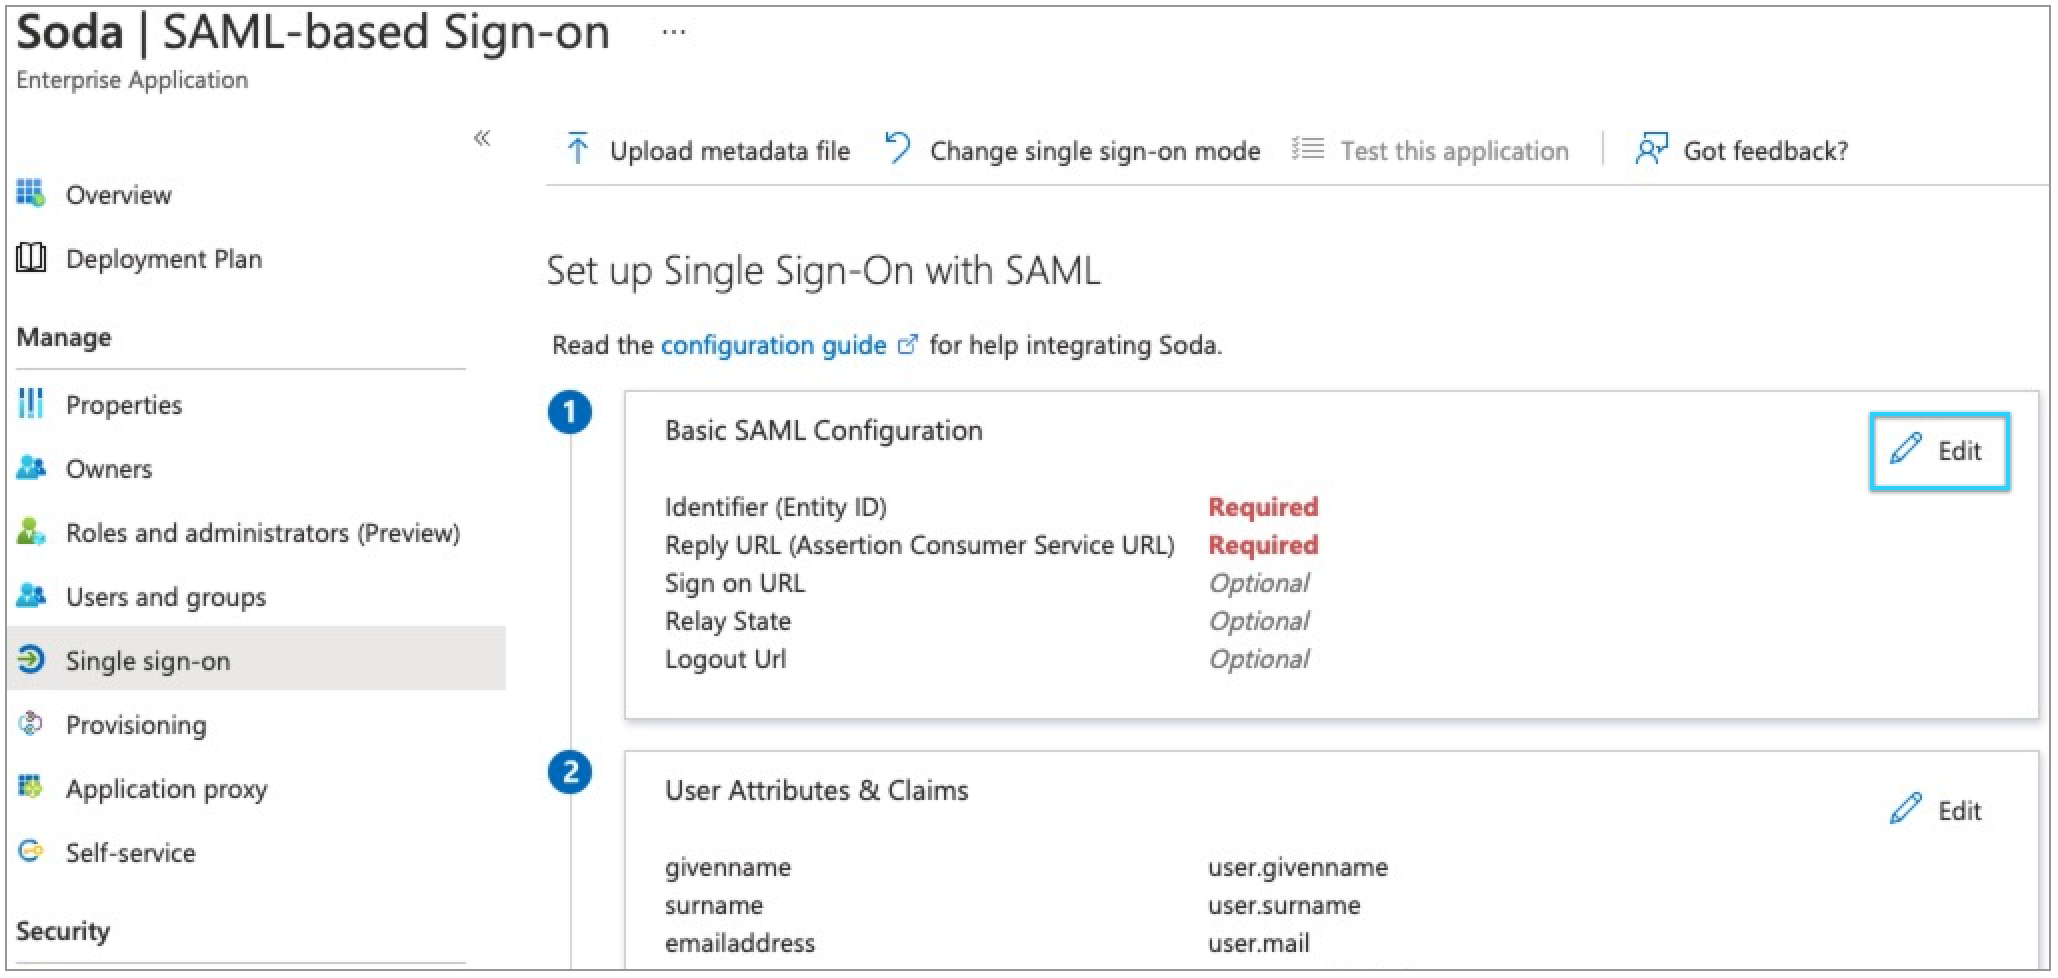 Soda | SAML-based Sign-on ...
Enterprise Application
«
Overview
Deployment Plan
Manage
Properties
Owners
Roles and administrators (Preview)
Users and groups
Single sign-on
Provisioning
Application proxy
Self-service
Security
Upload metadata file Change single sign-on mode Test this application | Got feedback?
Set up Single Sign-On with SAML
Read the configuration guide for help integrating Soda.
1
Basic SAML Configuration
Edit
Identifier (Entity ID) Required
Reply URL (Assertion Consumer Service URL) Required
Sign on URL Optional
Relay State Optional
Logout Url Optional
2
User Attributes & Claims
Edit
givenname user.givenname
surname user.surname
emailaddress user.mail